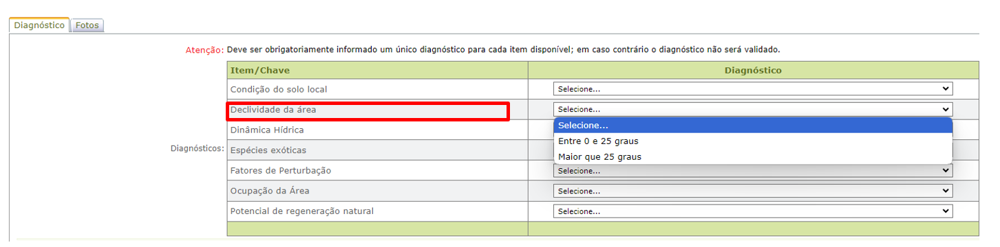 Diagnóstico Fotos
Atenção: Deve ser obrigatoriamente informado um único diagnóstico para cada item disponível; em caso contrário o diagnóstico não será validado.
Item/Chave Diagnóstico
Condição do solo local Selecione...
Declividade da área Selecione...
Selecione...
Dinâmica Hídrica
Entre 0 e 25 graus
Diagnósticos: Espécies exóticas
Maior que 25 graus
Fatores de Perturbação Selecione...
Ocupação da Área Selecione...
Potencial de regeneração natural Selecione...